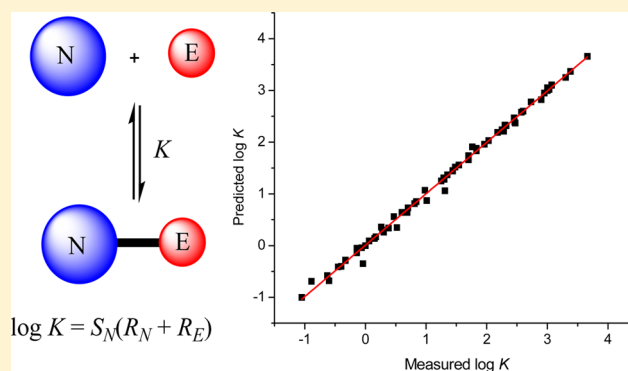 N + E
K
N E
log K = S_N(R_N + R_E)
Predicted log K
4
3
2
1
0
-1
-1 0 1 2 3 4
Measured log K